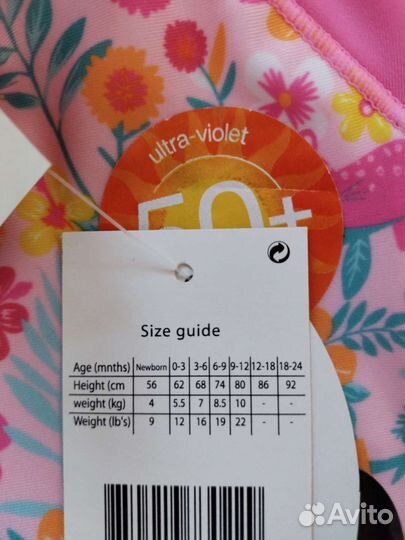 ultra-violet
50+
Size guide
Age (mnths) Newborn 0-3 3-6 6-9 9-12 12-18 18-24
Height (cm 56 62 68 74 80 86 92
weight (kg) 4 5.5 7 8.5 10 - -
Weight (lb's) 9 12 16 19 22 - -
Avito